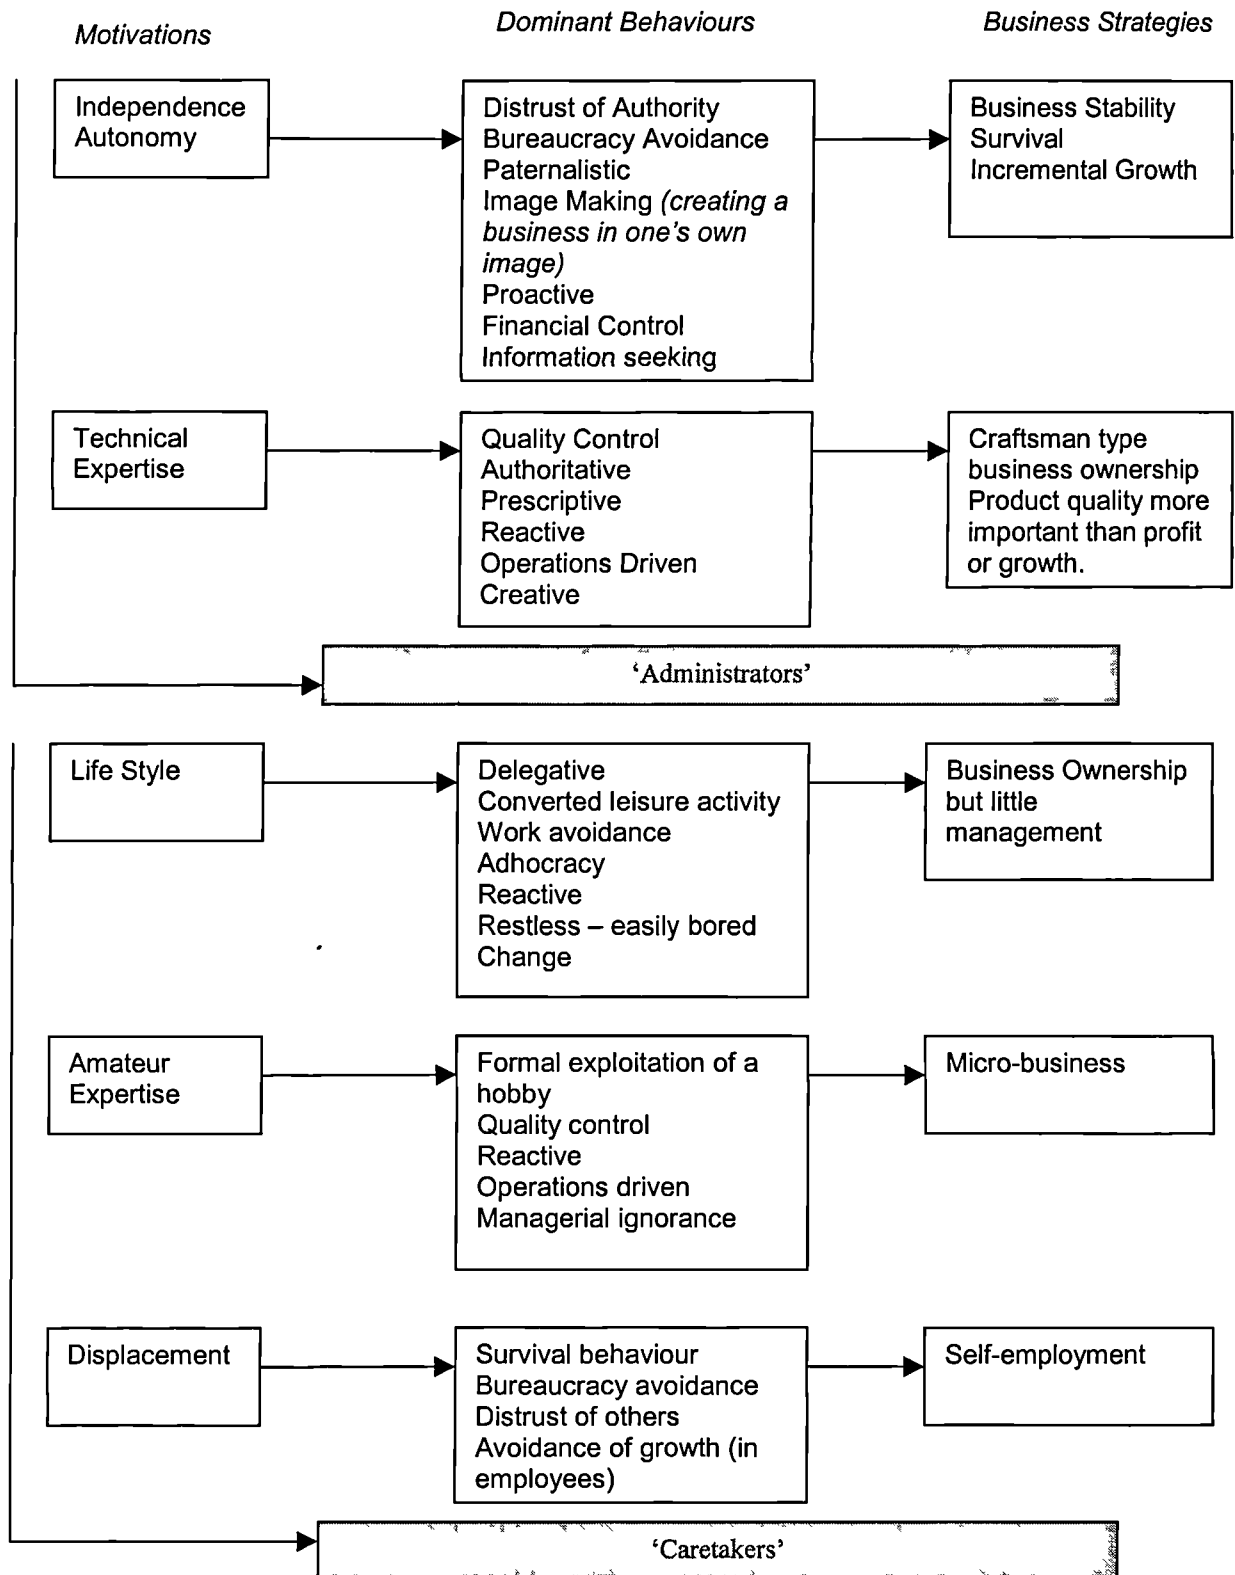 Motivations
Dominant Behaviours
Business Strategies
Independence
Autonomy
Distrust of Authority
Bureaucracy Avoidance
Paternalistic
Image Making (creating a
business in one's own
image)
Proactive
Financial Control
Information seeking
Business Stability
Survival
Incremental Growth
Technical
Expertise
Quality Control
Authoritative
Prescriptive
Reactive
Operations Driven
Creative
Craftsman type
business ownership
Product quality more
important than profit
or growth.
‘Administrators’
Life Style
Delegative
Converted leisure activity
Work avoidance
Adhocracy
Reactive
Restless – easily bored
Change
Business Ownership
but little
management
Amateur
Expertise
Formal exploitation of a
hobby
Quality control
Reactive
Operations driven
Managerial ignorance
Micro-business
Displacement
Survival behaviour
Bureaucracy avoidance
Distrust of others
Avoidance of growth (in
employees)
Self-employment
‘Caretakers’